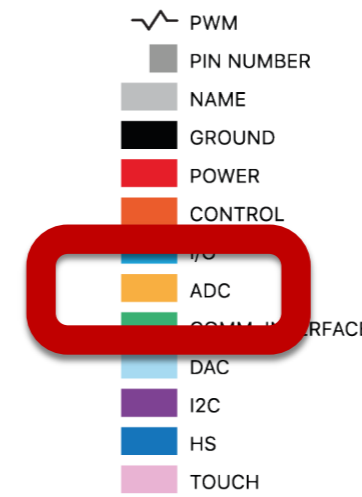 PWM
PIN NUMBER
NAME
GROUND
POWER
CONTROL
I/O
ADC
DAC
I2C
HS
TOUCH